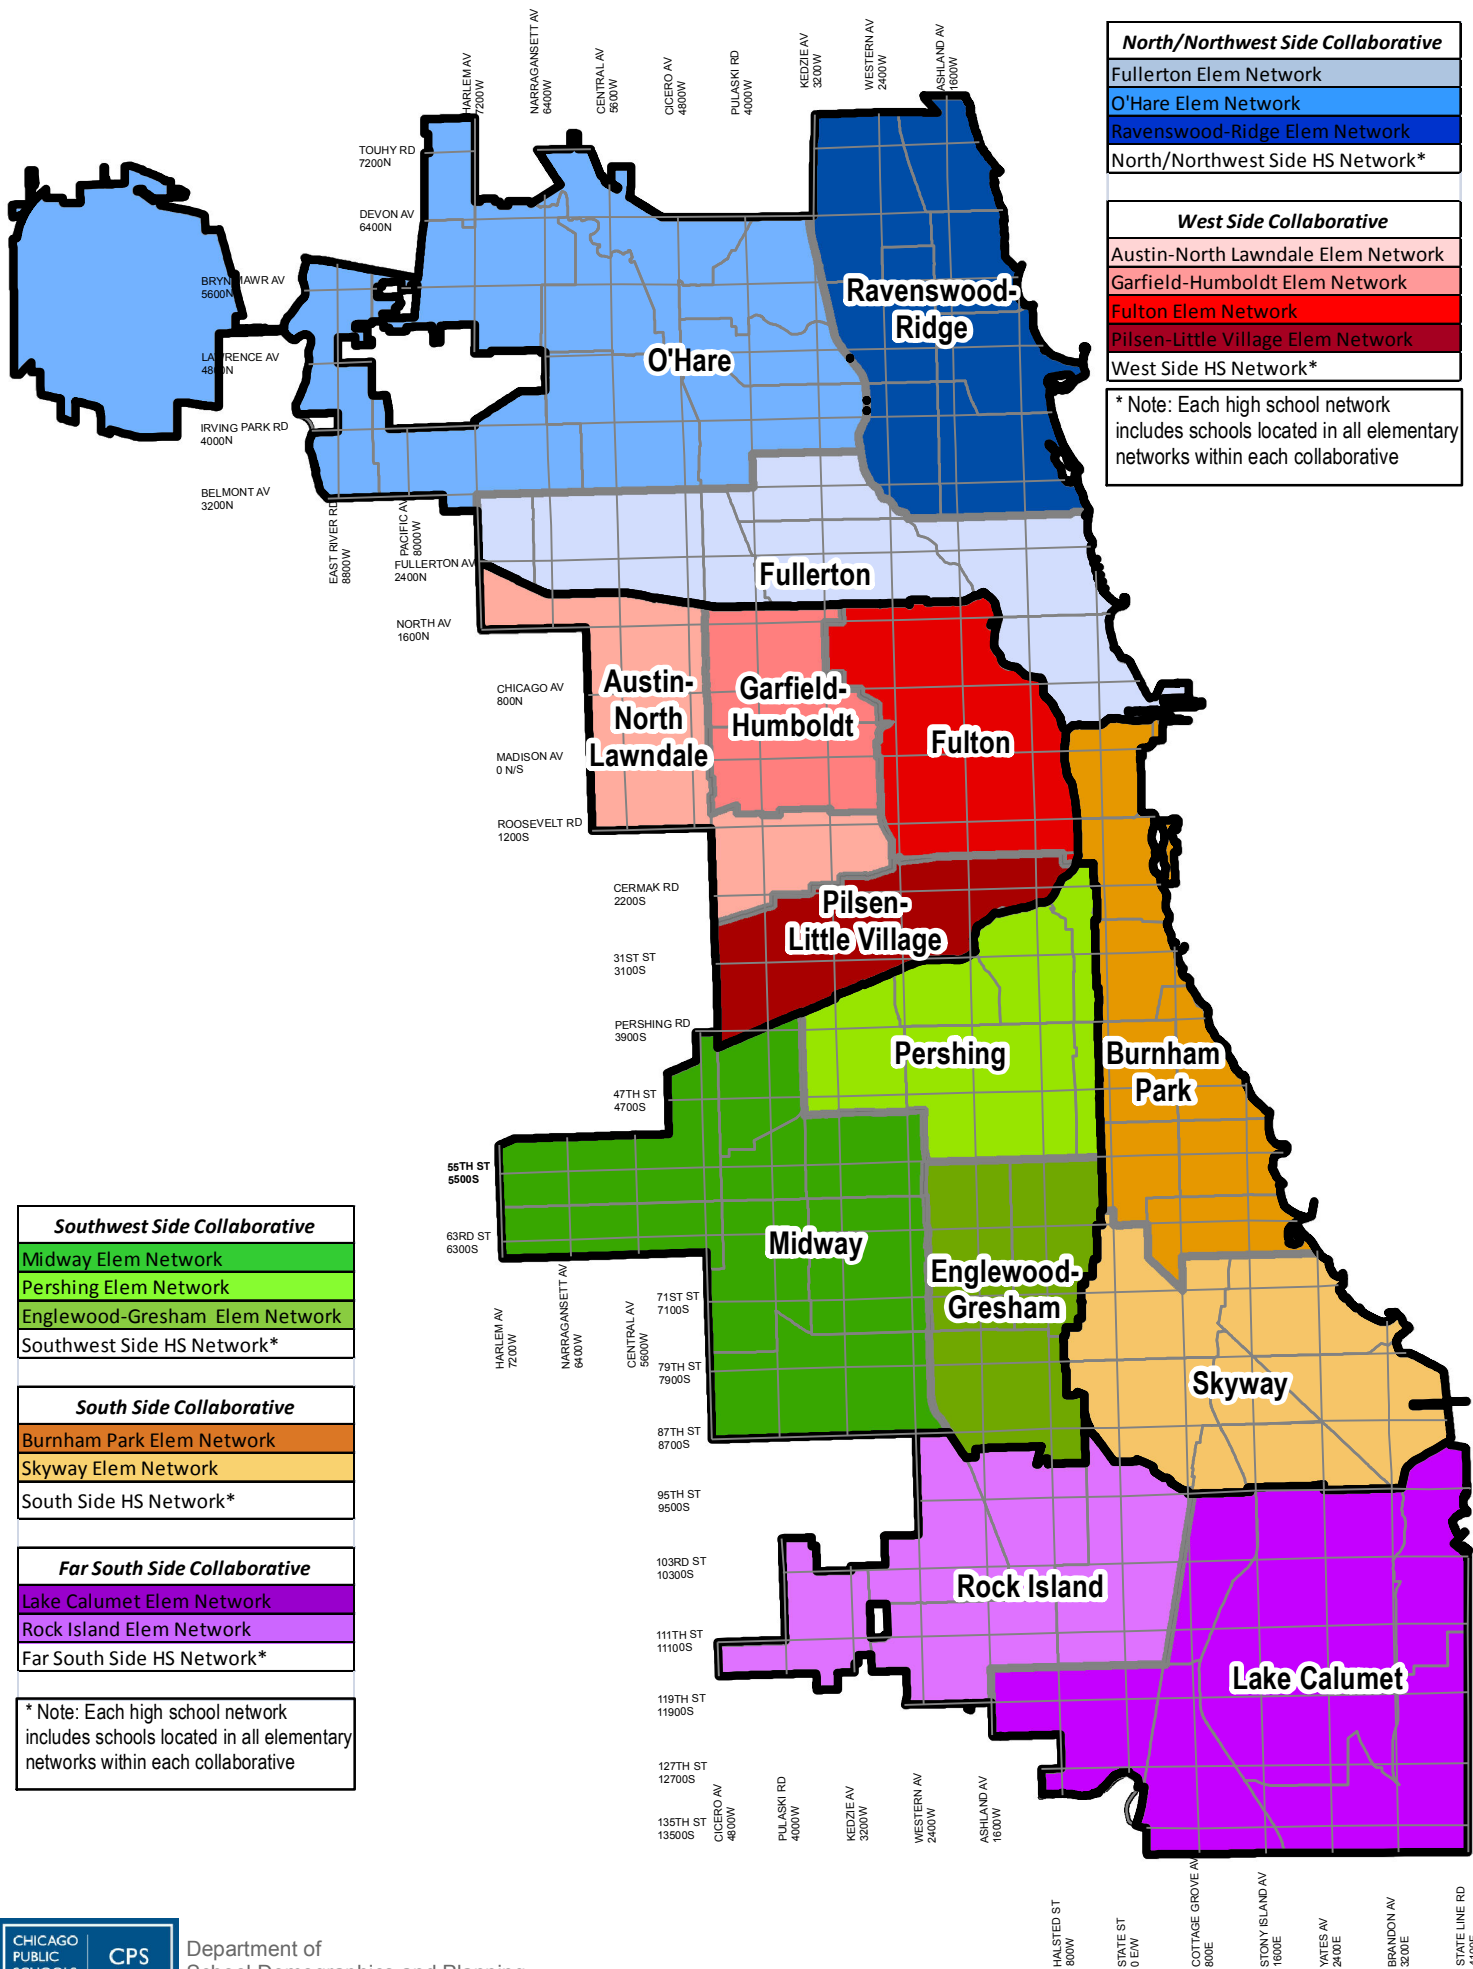 HARLEM AV
7200W
NARRAGANSETT AV
6400W
CENTRAL AV
5600W
CICERO AV
4800W
PULASKI RD
4000W
KEDZIE AV
3200W
WESTERN AV
2400W
ASHLAND AV
1600W
North/Northwest Side Collaborative
Fullerton Elem Network
O'Hare Elem Network
Ravenswood-Ridge Elem Network
North/Northwest Side HS Network*
West Side Collaborative
Austin-North Lawndale Elem Network
Garfield-Humboldt Elem Network
Fulton Elem Network
Pilsen-Little Village Elem Network
West Side HS Network*
* Note: Each high school network
includes schools located in all elementary
networks within each collaborative
TOUHY RD
7200N
DEVON AV
6400N
BRYN MAWR AV
5600N
LAWRENCE AV
4800N
IRVING PARK RD
4000N
BELMONT AV
3200N
EAST RIVER RD
8800W
PACIFIC AV
8000W
FULLERTON AV
2400N
NORTH AV
1600N
CHICAGO AV
800N
MADISON AV
0 N/S
ROOSEVELT RD
1200S
CERMAK RD
2200S
31ST ST
3100S
PERSHING RD
3900S
47TH ST
4700S
55TH ST
5500S
63RD ST
6300S
Ravenswood-
Ridge
O'Hare
Fullerton
Austin-
North
Lawndale
Garfield-
Humboldt
Fulton
Pilsen-
Little Village
Pershing
Burnham
Park
Midway
Englewood-
Gresham
Skyway
Rock Island
Lake Calumet
HARLEM AV
7200W
NARRAGANSETT AV
6400W
CENTRAL AV
5600W
71ST ST
7100S
79TH ST
7900S
87TH ST
8700S
95TH ST
9500S
103RD ST
10300S
111TH ST
11100S
119TH ST
11900S
127TH ST
12700S
135TH ST
13500S
Southwest Side Collaborative
Midway Elem Network
Pershing Elem Network
Englewood-Gresham Elem Network
Southwest Side HS Network*
South Side Collaborative
Burnham Park Elem Network
Skyway Elem Network
South Side HS Network*
Far South Side Collaborative
Lake Calumet Elem Network
Rock Island Elem Network
Far South Side HS Network*
* Note: Each high school network
includes schools located in all elementary
networks within each collaborative
CICERO AV
4800W
PULASKI RD
4000W
KEDZIE AV
3200W
WESTERN AV
2400W
ASHLAND AV
1600W
HALSTED ST
800W
STATE ST
0 E/W
COTTAGE GROVE AV
800E
STONY ISLAND AV
1600E
YATES AV
2400E
BRANDON AV
3200E
STATE LINE RD
CHICAGO
PUBLIC
SCHOOLS
CPS
Department of
School Demographics and Planning